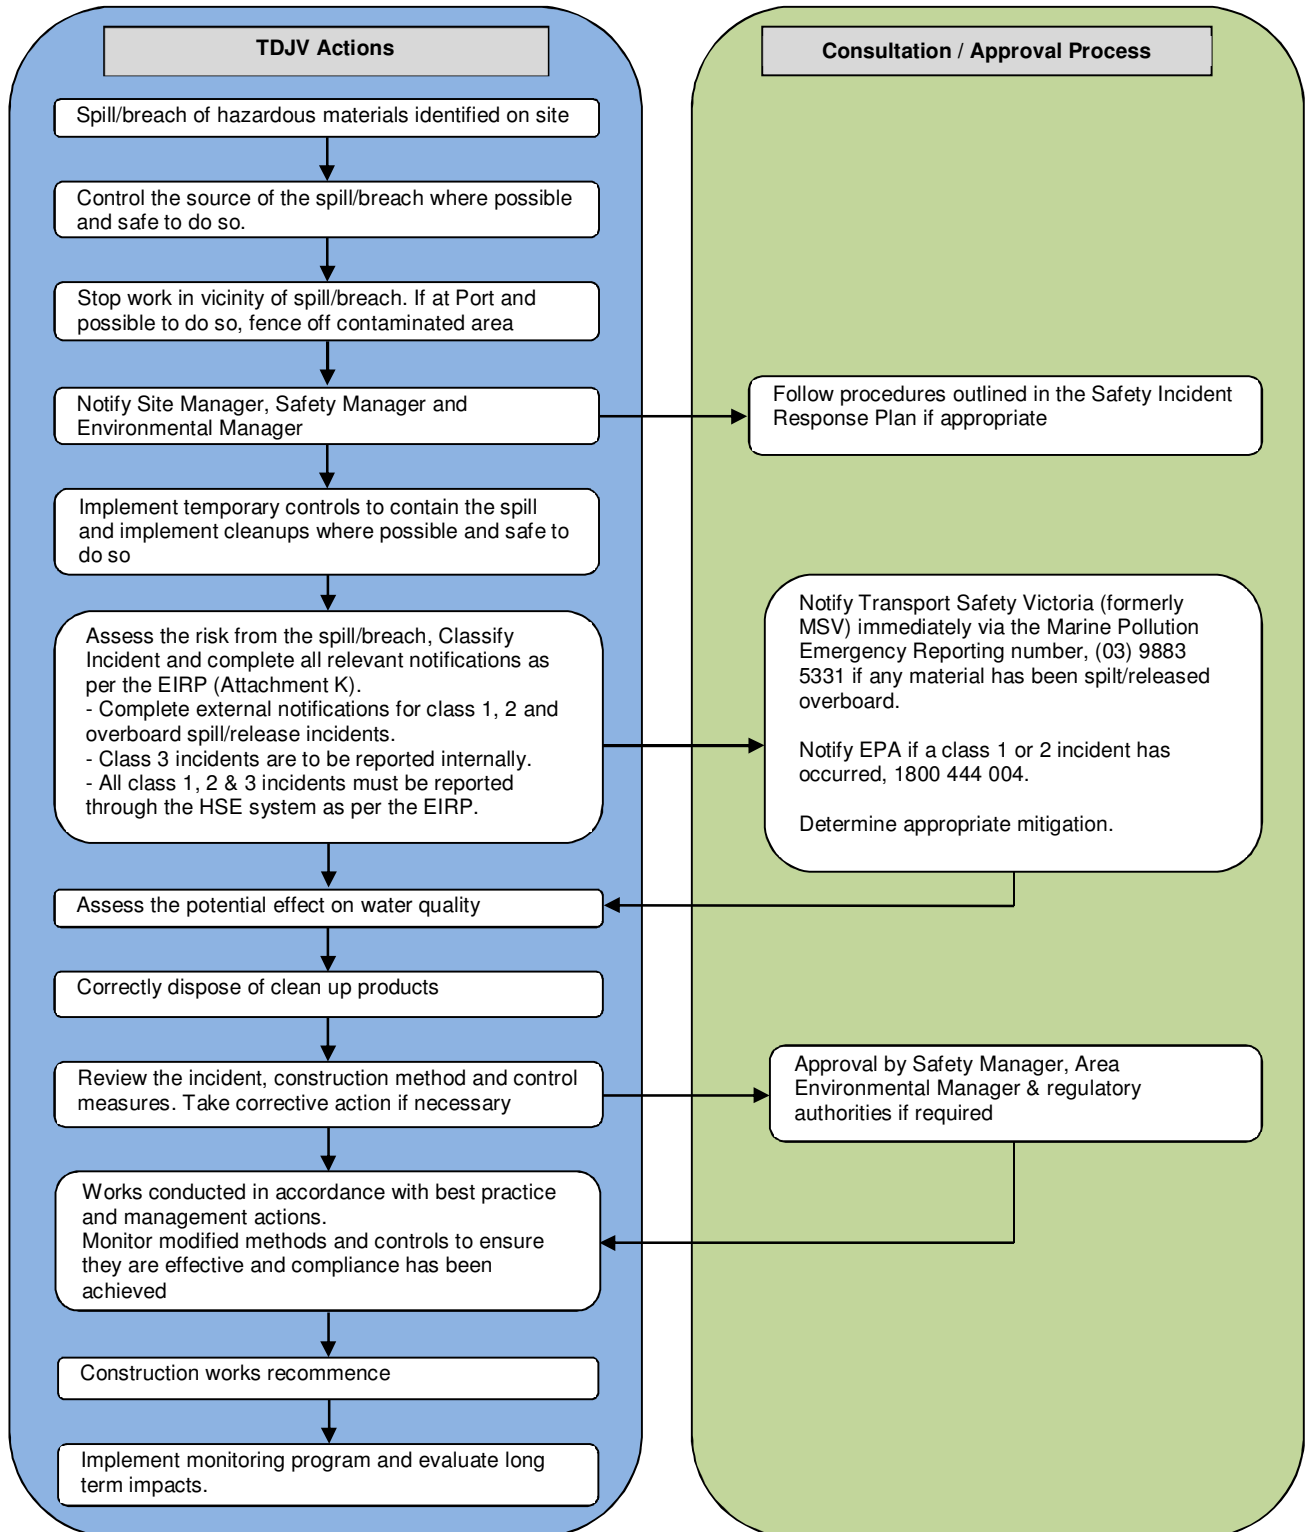 TDJV Actions
Consultation / Approval Process
Spill/breach of hazardous materials identified on site
Control the source of the spill/breach where possible
and safe to do so.
Stop work in vicinity of spill/breach. If at Port and
possible to do so, fence off contaminated area
Notify Site Manager, Safety Manager and
Environmental Manager
Follow procedures outlined in the Safety Incident
Response Plan if appropriate
Implement temporary controls to contain the spill
and implement cleanups where possible and safe to
do so
Assess the risk from the spill/breach, Classify
Incident and complete all relevant notifications as
per the EIRP (Attachment K).
- Complete external notifications for class 1, 2 and
overboard spill/release incidents.
- Class 3 incidents are to be reported internally.
- All class 1, 2 & 3 incidents must be reported
through the HSE system as per the EIRP.
Notify Transport Safety Victoria (formerly
MSV) immediately via the Marine Pollution
Emergency Reporting number, (03) 9883
5331 if any material has been spilt/released
overboard.
Notify EPA if a class 1 or 2 incident has
occurred, 1800 444 004.
Determine appropriate mitigation.
Assess the potential effect on water quality
Correctly dispose of clean up products
Review the incident, construction method and control
measures. Take corrective action if necessary
Approval by Safety Manager, Area
Environmental Manager & regulatory
authorities if required
Works conducted in accordance with best practice
and management actions.
Monitor modified methods and controls to ensure
they are effective and compliance has been
achieved
Construction works recommence
Implement monitoring program and evaluate long
term impacts.